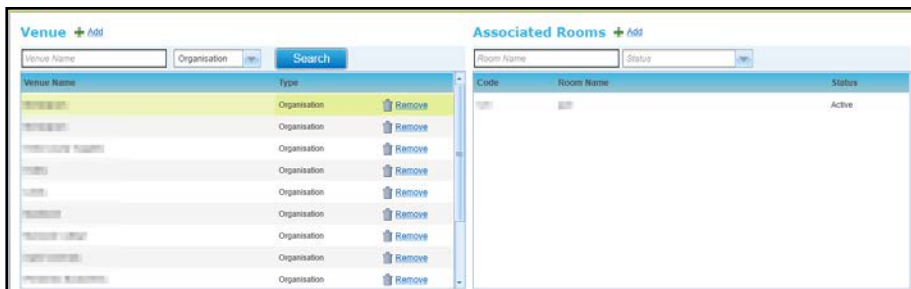 Venue + Add
Venue Name Organisation Search
Venue Name Type
Organisation Remove
Organisation Remove
Organisation Remove
Organisation Remove
Organisation Remove
Organisation Remove
Organisation Remove
Organisation Remove
Organisation Remove
Associated Rooms + Add
Room Name Status
Code Room Name Status
Active